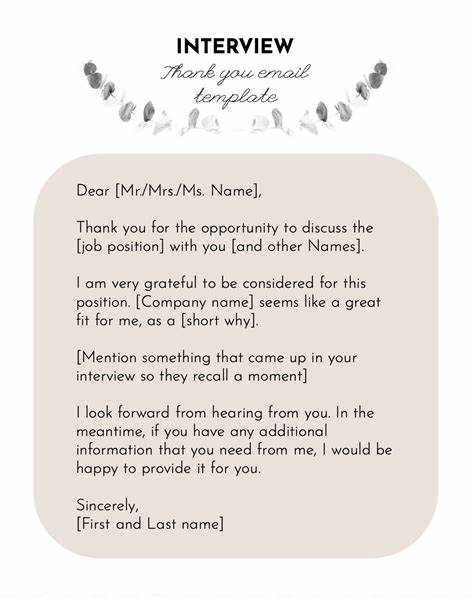 INTERVIEW
Thank you email
template
Dear [Mr./Mrs./Ms. Name],
Thank you for the opportunity to discuss the
[job position] with you [and other Names].
I am very grateful to be considered for this
position. [Company name] seems like a great
fit for me, as a [short why].
[Mention something that came up in your
interview so they recall a moment]
I look forward from hearing from you. In the
meantime, if you have any additional
information that you need from me, I would be
happy to provide it for you.
Sincerely,
[First and Last name]